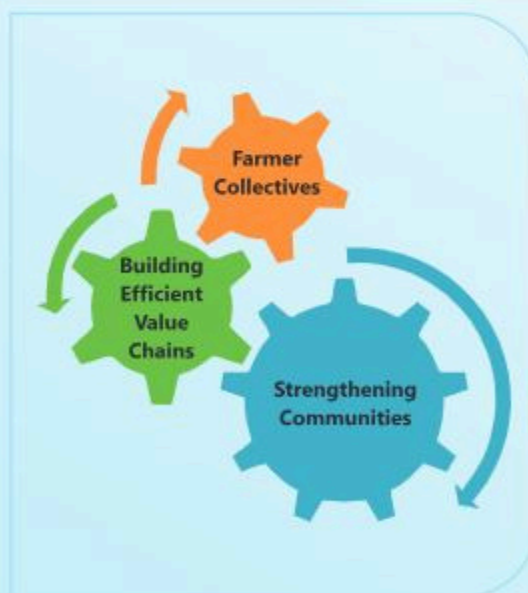 Farmer
Collectives
Building
Efficient
Value
Chains
Strengthening
Communities